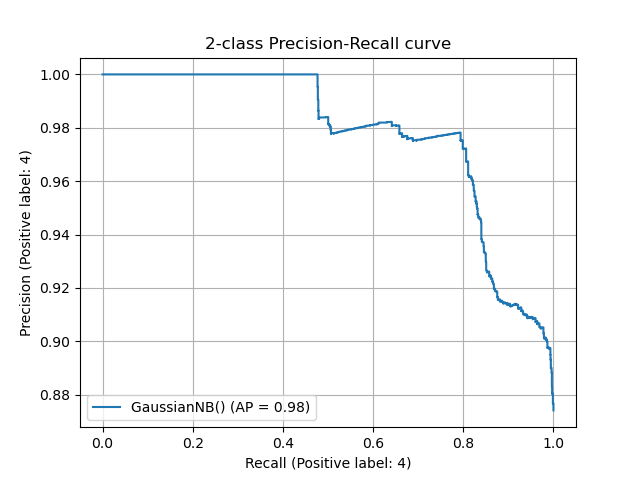 2-class Precision-Recall curve
1.00
0.98
0.96
0.94
0.92
0.90
0.88
Precision (Positive label: 4)
GaussianNB() (AP = 0.98)
0.0 0.2 0.4 0.6 0.8 1.0
Recall (Positive label: 4)